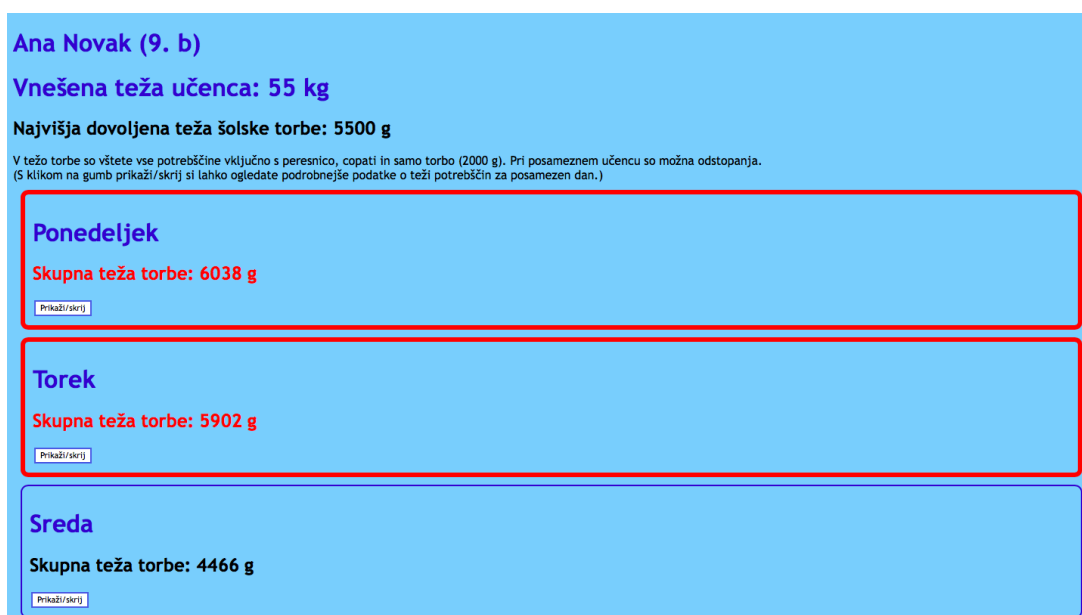 Ana Novak (9. b)
Vnešena teža učenca: 55 kg
Najvišja dovoljena teža šolske torbe: 5500 g
V težo torbe so vštete vse potrebščine vključno s peresnico, copati in samo torbo (2000 g). Pri posameznem učencu so možna odstopanja.
(S klikom na gumb prikaži/skrij si lahko ogledate podrobnejše podatke o teži potrebščin za posamezen dan.)
Ponedeljek
Skupna teža torbe: 6038 g
Prikaži/skrij
Torek
Skupna teža torbe: 5902 g
Prikaži/skrij
Sreda
Skupna teža torbe: 4466 g
Prikaži/skrij